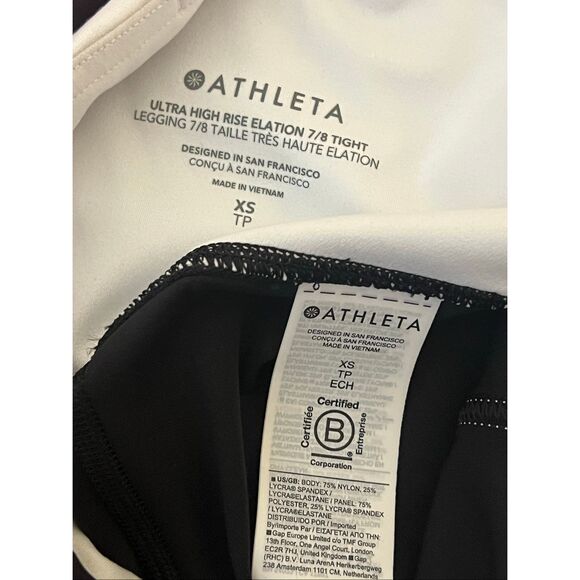 ATHLETA
ULTRA HIGH RISE ELATION 7/8 TIGHT
LEGGING 7/8 TAILLE TRÈS HAUTE ELATION
DESIGNED IN SAN FRANCISCO
CONÇU À SAN FRANCISCO
MADE IN VIETNAM
XS
TP
ATHLETA
DESIGNED IN SAN FRANCISCO
CONÇU À SAN FRANCISCO
MADE IN VIETNAM
XS
TP
ECH
Certified
Certifiée
B
®
Entreprise
Corporation
■ US/GB: BODY: 75% NYLON, 25%
LYCRA® SPANDEX /
LYCRA®ELASTANE / PANEL: 75%
POLYESTER, 25% LYCRA® SPANDEX
/ LYCRA®ELASTANE
DISTRIBUIDO POR / Imported
By/Importe Par / ΕΙΣΑΓΕΤΑΙ ΑΠΟ ΤΗΝ:
■ Gap Europe Limited c/o TMF Group
13th Floor, One Angel Court, London
EC2R 7HJ, United Kingdom ■ Gap
(RHC) B.V. Luna ArenA Herikerbergweg
238 Amsterdam 1101 CM, Netherlands